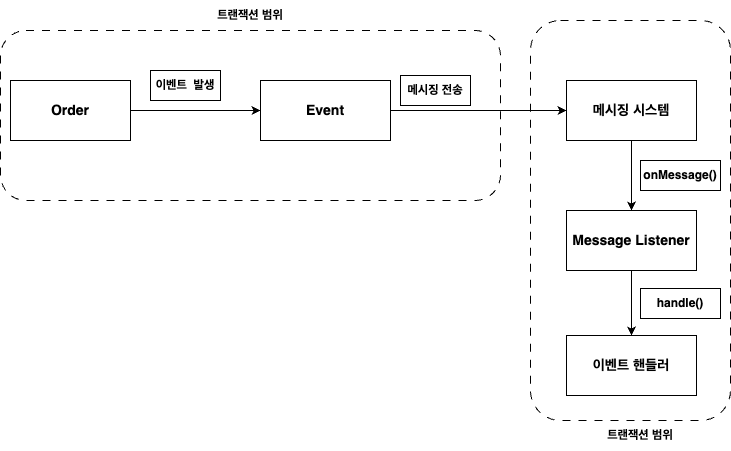 트랜잭션 범위
Order
이벤트 발생
Event
메시징 전송
메시징 시스템
onMessage()
Message Listener
handle()
이벤트 핸들러
트랜잭션 범위